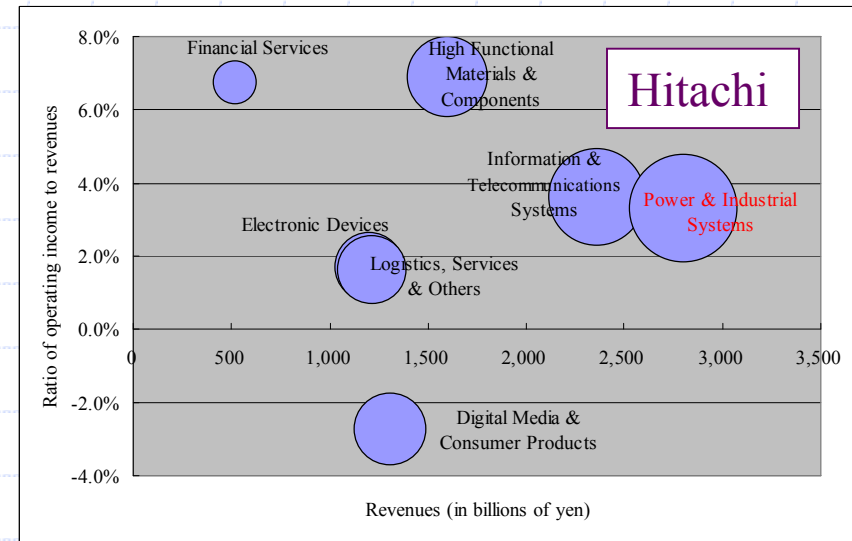 Hitachi
Ratio of operating income to revenues
8.0%
6.0%
4.0%
2.0%
0.0%
-2.0%
-4.0%
Financial Services
High Functional
Materials &
Components
Information &
Telecommunications
Systems
Power & Industrial
Systems
Electronic Devices
Logistics, Services
& Others
0 500 1,000 1,500 2,000 2,500 3,000 3,500
Digital Media &
Consumer Products
Revenues (in billions of yen)